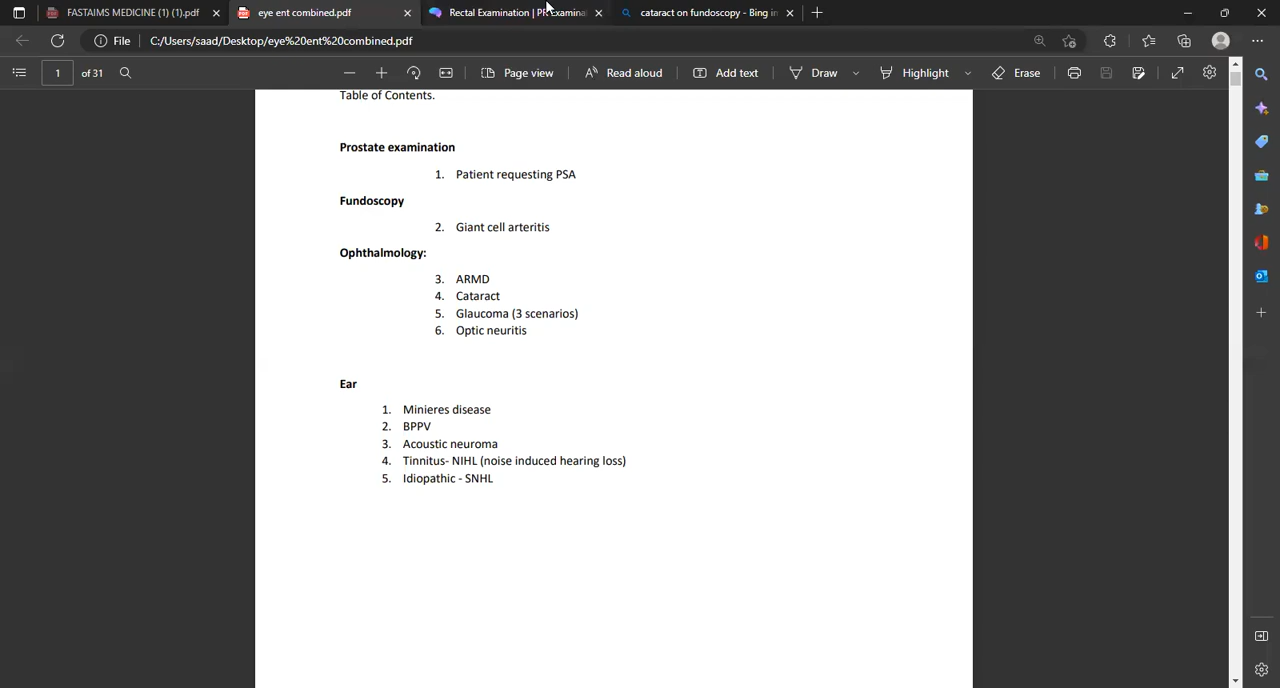 FASTAIMS MEDICINE (1) (1).pdf
eye ent combined.pdf
Rectal Examination | PR Examina
cataract on fundoscopy - Bing in
File
C:/Users/saad/Desktop/eye%20ent%20combined.pdf
1 of 31
Page view
Read aloud
Add text
Draw
Highlight
Erase
Table of Contents.
Prostate examination
1. Patient requesting PSA
Fundoscopy
2. Giant cell arteritis
Ophthalmology:
3. ARMD
4. Cataract
5. Glaucoma (3 scenarios)
6. Optic neuritis
Ear
1. Minieres disease
2. BPPV
3. Acoustic neuroma
4. Tinnitus- NIHL (noise induced hearing loss)
5. Idiopathic - SNHL